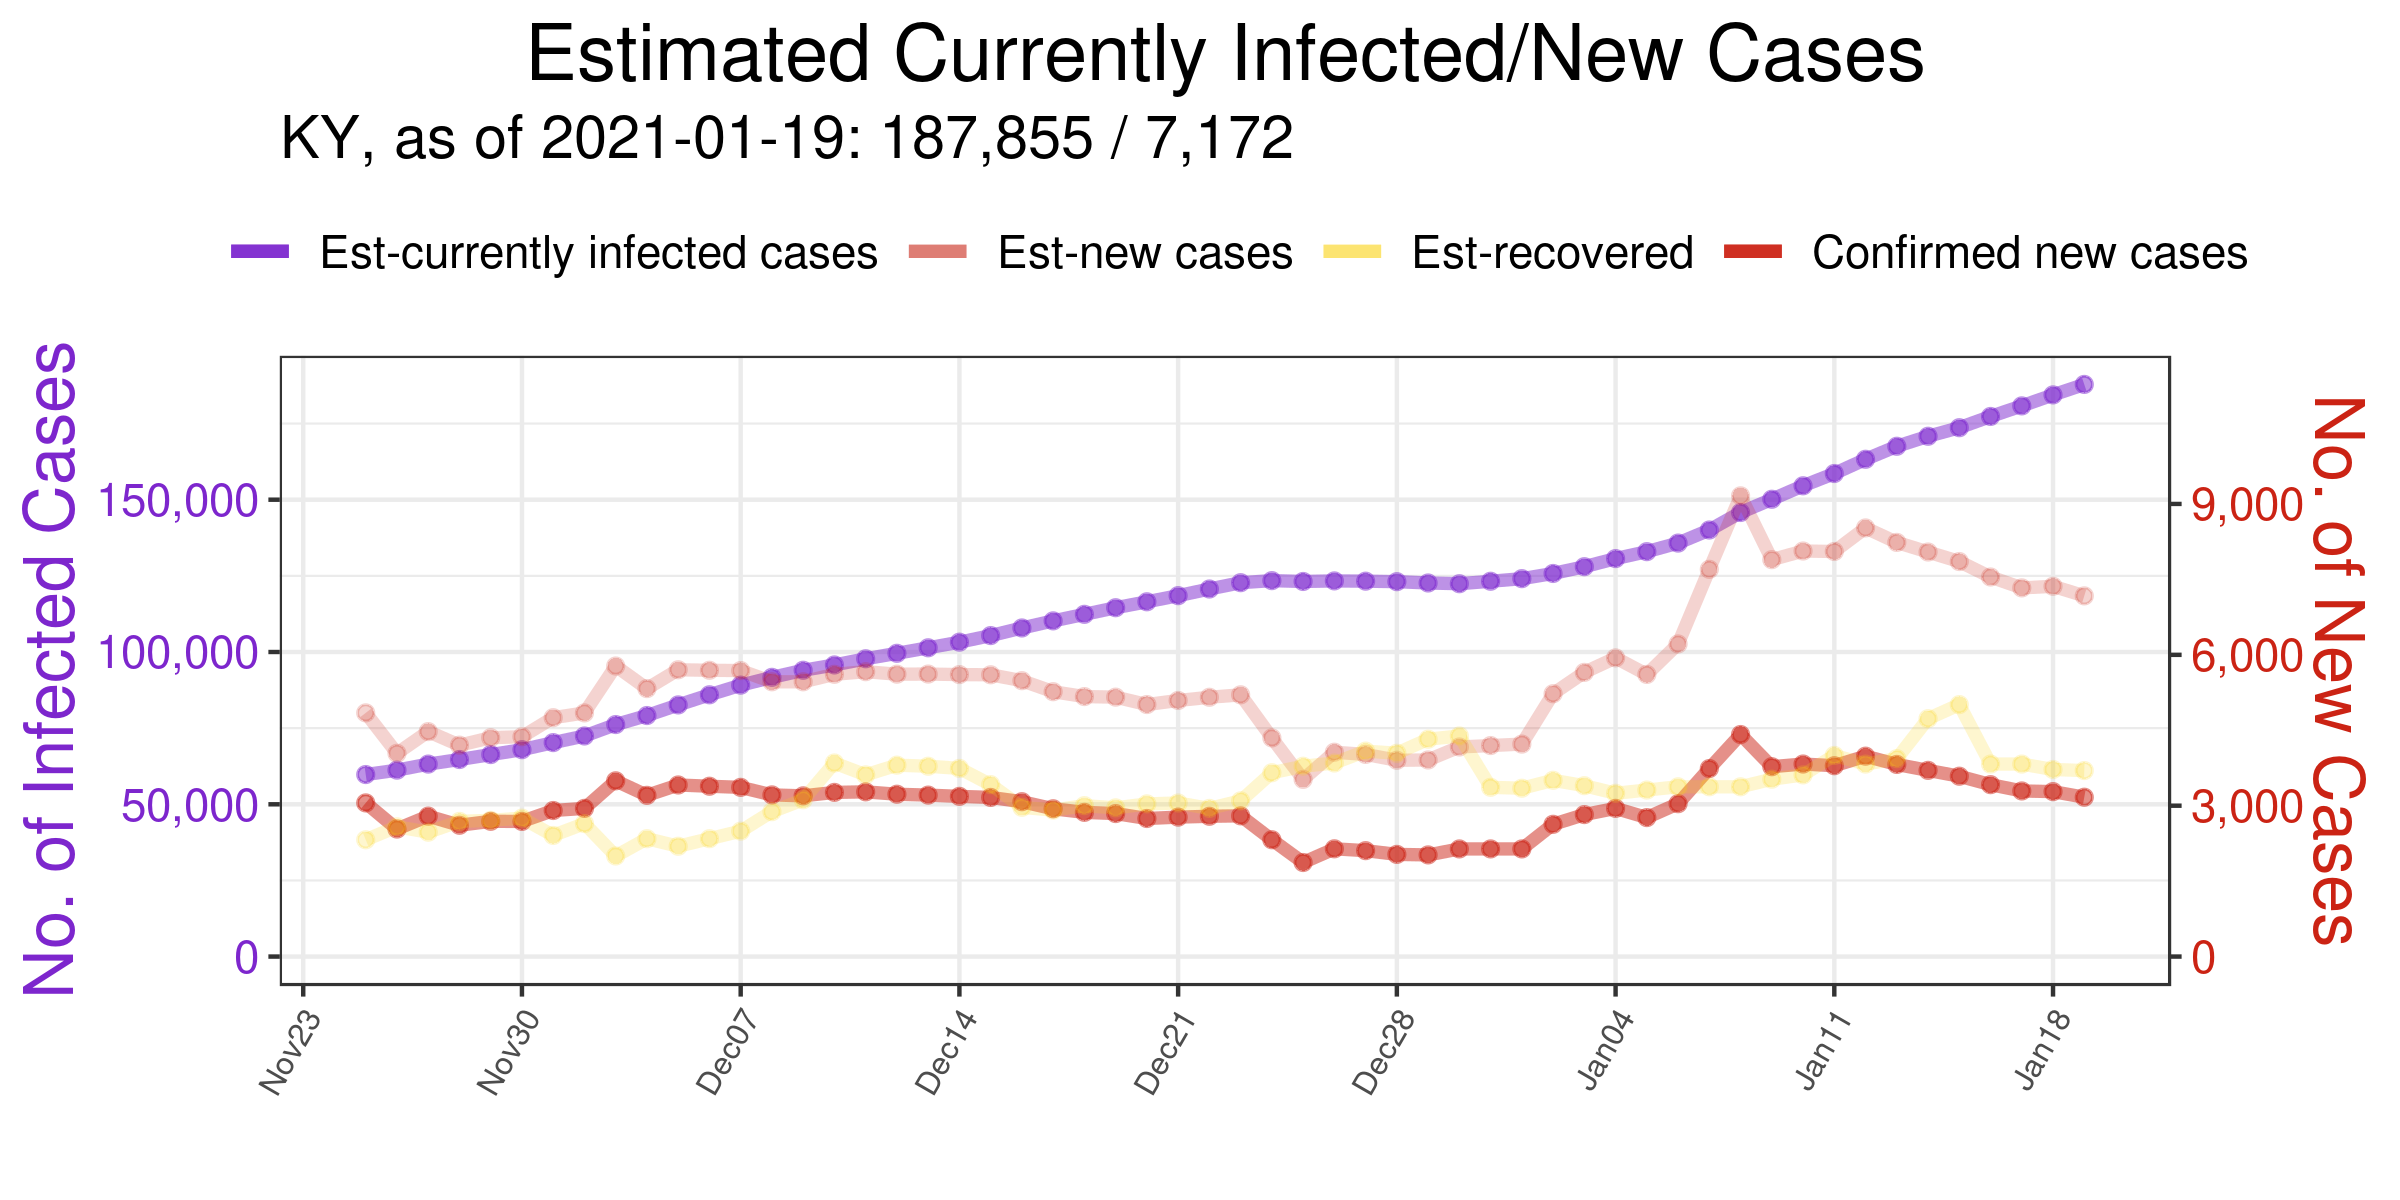 Estimated Currently Infected/New Cases
KY, as of 2021-01-19: 187,855 / 7,172
Est-currently infected cases Est-new cases Est-recovered Confirmed new cases
No. of Infected Cases
150,000
100,000
50,000
0
9,000
6,000
3,000
0
No. of New Cases
Nov23 Nov30 Dec07 Dec14 Dec21 Dec28 Jan04 Jan11 Jan18